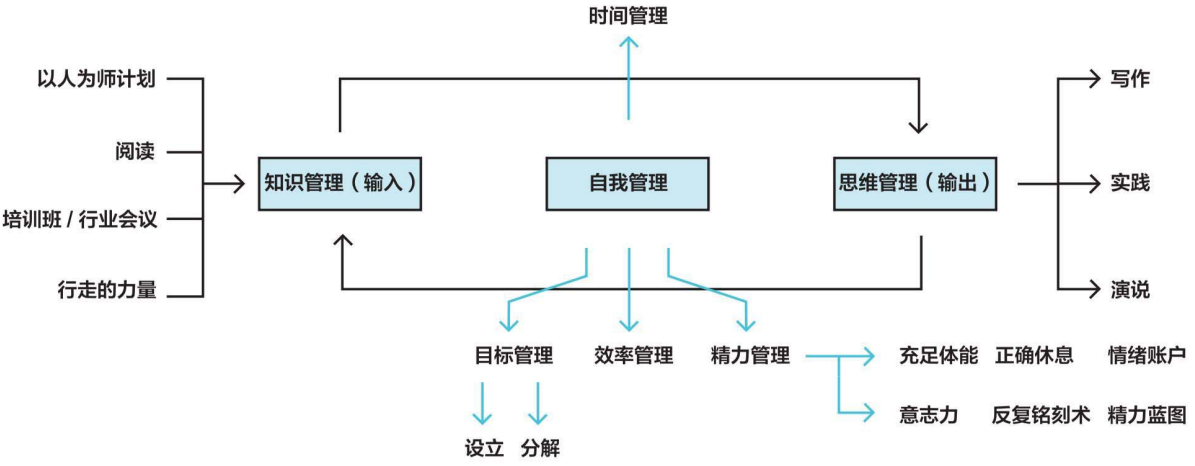 时间管理
以人为师计划
写作
阅读
知识管理（输入）
自我管理
思维管理（输出）
实践
培训班 / 行业会议
行走的力量
演说
目标管理
效率管理
精力管理
充足体能 正确休息 情绪账户
意志力 反复铭刻术 精力蓝图
设立 分解